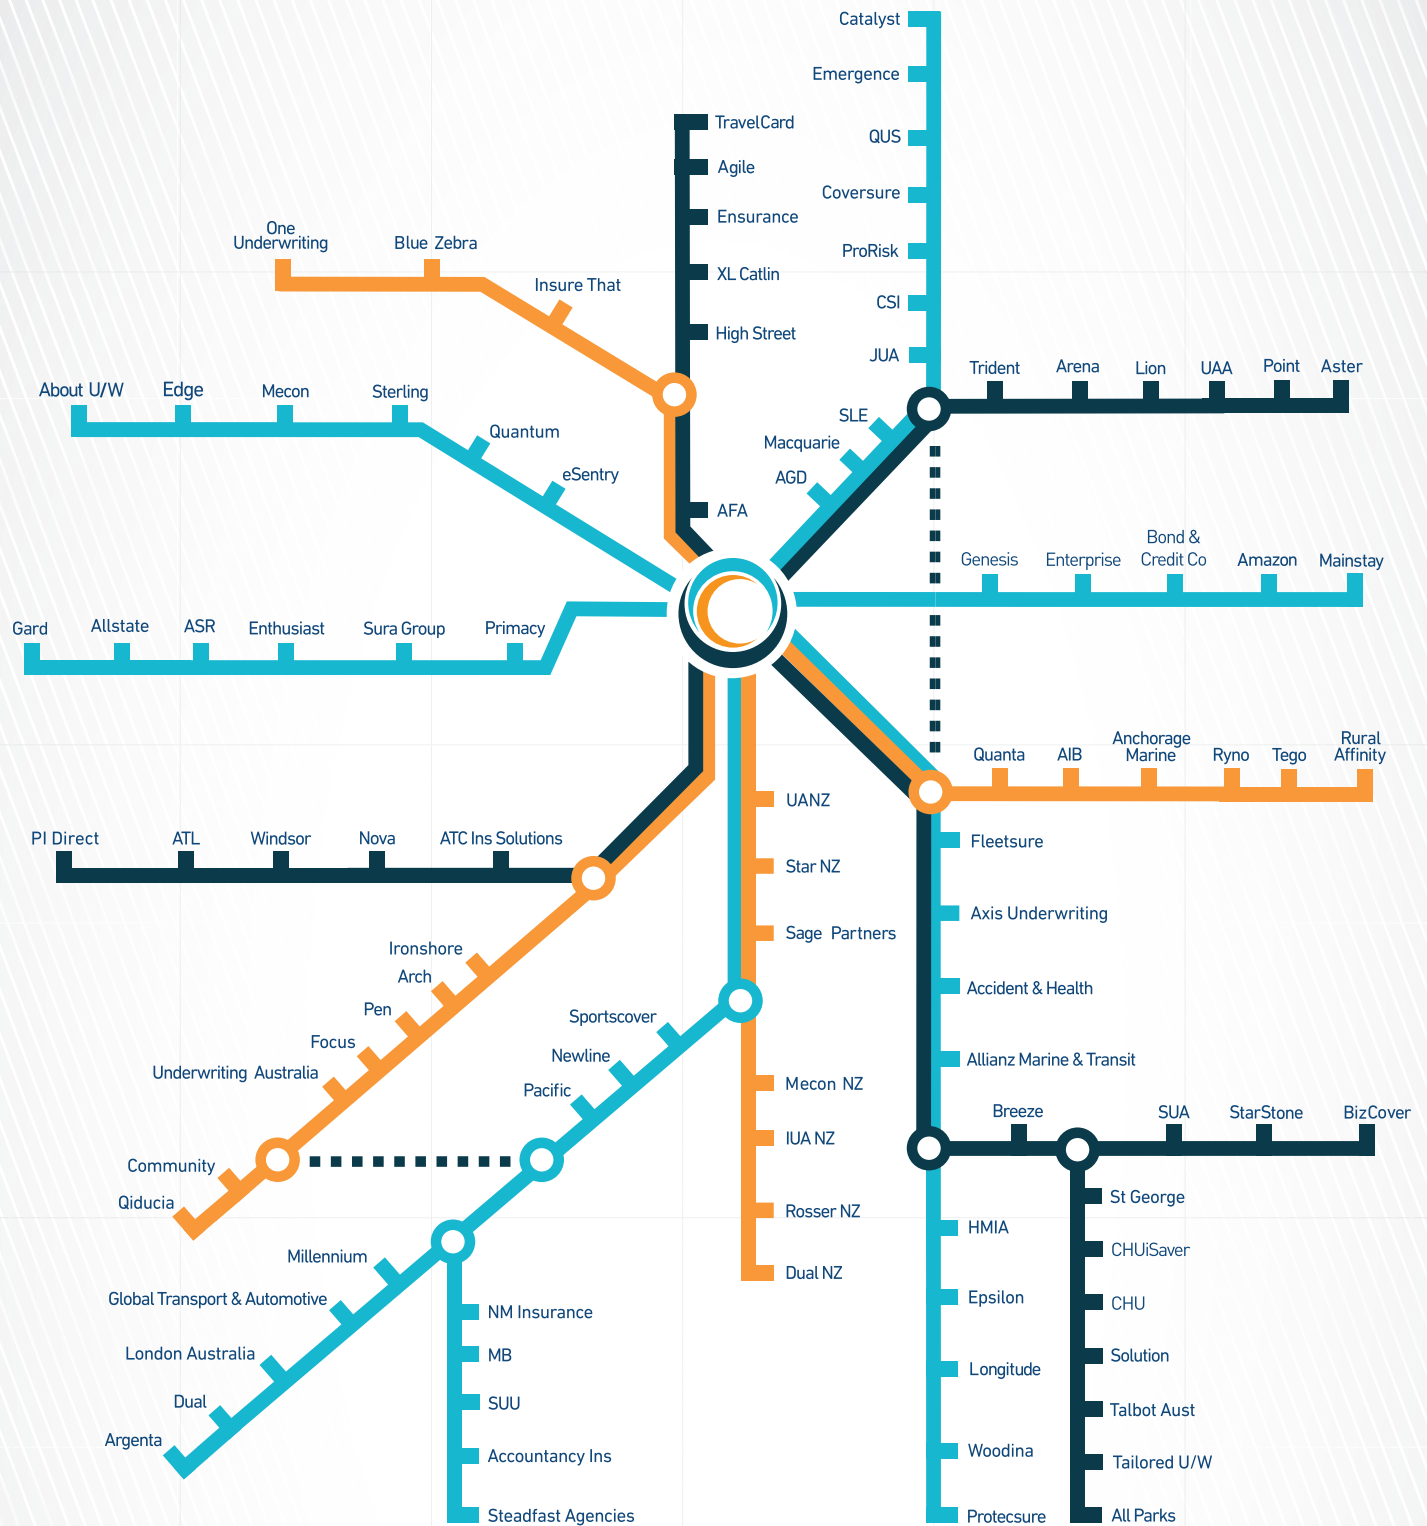 Catalyst
Emergence
QUS
Coversure
ProRisk
CSI
JUA
TravelCard
Agile
Ensurance
XL Catlin
High Street
AFA
One
Underwriting
Blue Zebra
Insure That
About U/W
Edge
Mecon
Sterling
Quantum
eSentry
SLE
Macquarie
AGD
Trident
Arena
Lion
UAA
Point
Aster
Genesis
Enterprise
Bond &
Credit Co
Amazon
Mainstay
Gard
Allstate
ASR
Enthusiast
Sura Group
Primacy
Quanta
AIB
Anchorage
Marine
Ryno
Tego
Rural
Affinity
PI Direct
ATL
Windsor
Nova
ATC Ins Solutions
UANZ
Star NZ
Sage Partners
Mecon NZ
IUA NZ
Rosser NZ
Dual NZ
Fleetsure
Axis Underwriting
Accident & Health
Allianz Marine & Transit
Ironshore
Arch
Pen
Focus
Underwriting Australia
Community
Qiducia
Sportscover
Newline
Pacific
Millennium
Global Transport & Automotive
London Australia
Dual
Argenta
NM Insurance
MB
SUU
Accountancy Ins
Steadfast Agencies
Breeze
SUA
StarStone
BizCover
HMIA
Epsilon
Longitude
Woodina
Protecsure
St George
CHUiSaver
CHU
Solution
Talbot Aust
Tailored U/W
All Parks